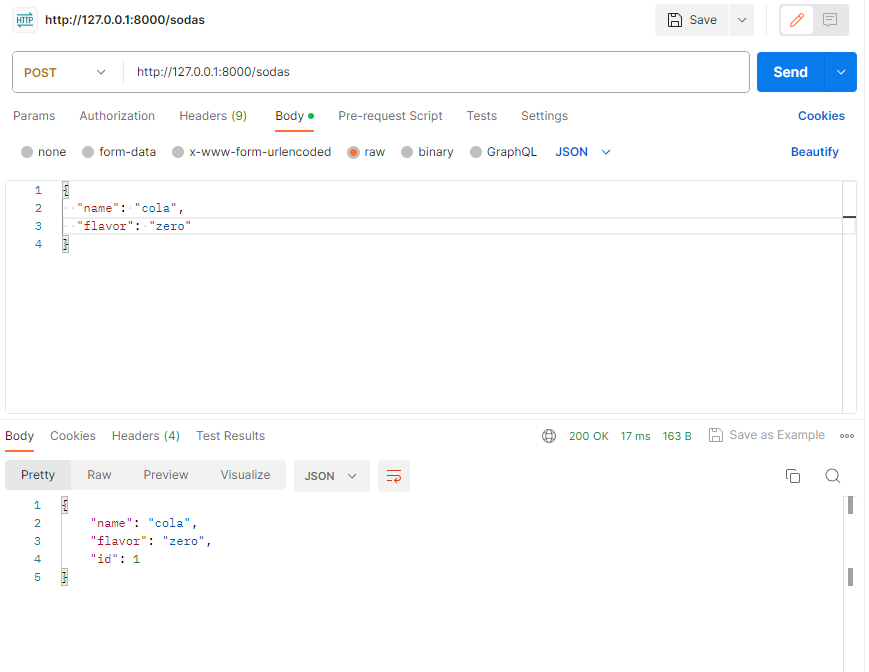 HTTP http://127.0.0.1:8000/sodas Save
POST http://127.0.0.1:8000/sodas Send
Params Authorization Headers (9) Body Pre-request Script Tests Settings Cookies
none form-data x-www-form-urlencoded raw binary GraphQL JSON Beautify
1 {
2 "name": "cola",
3 "flavor": "zero"
4 }
Body Cookies Headers (4) Test Results 200 OK 17 ms 163 B Save as Example
Pretty Raw Preview Visualize JSON
1 {
2 "name": "cola",
3 "flavor": "zero",
4 "id": 1
5 }